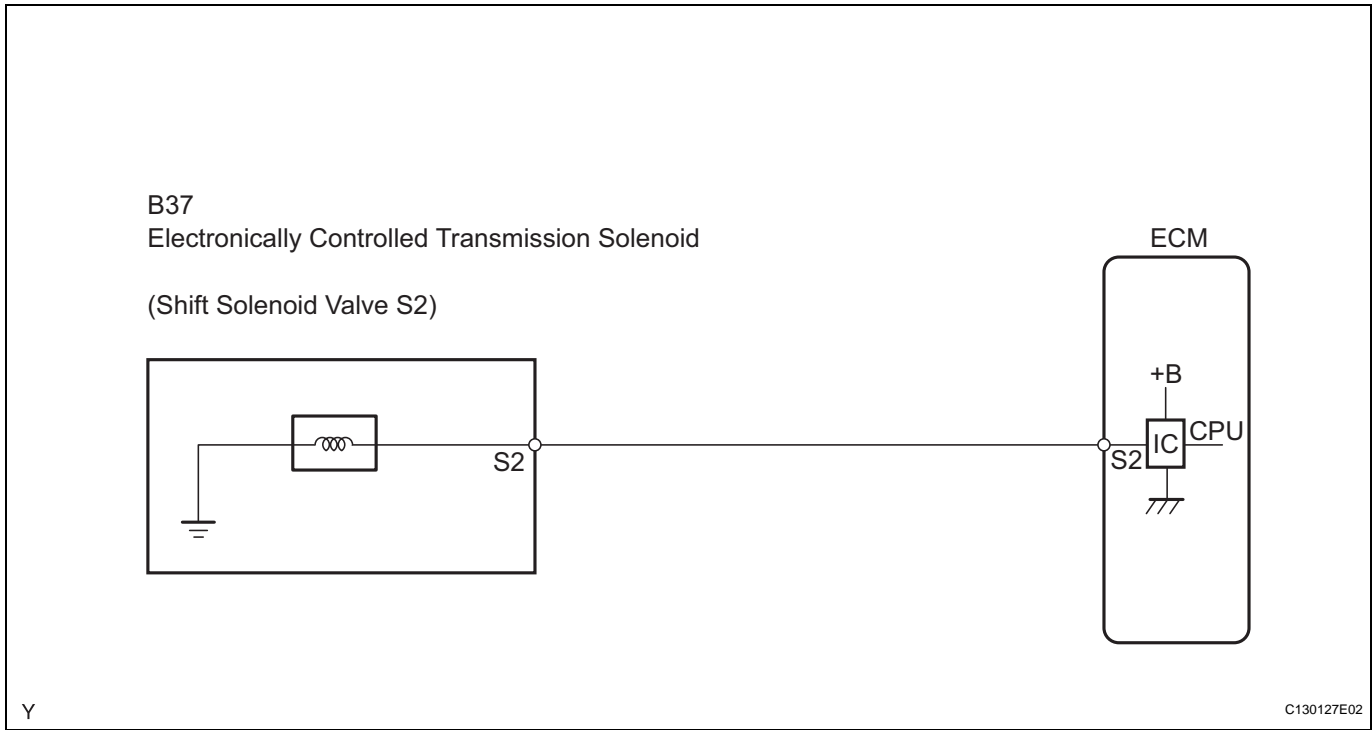 B37
Electronically Controlled Transmission Solenoid
ECM
(Shift Solenoid Valve S2)
+B
S2
S2
IC
CPU
Y
C130127E02